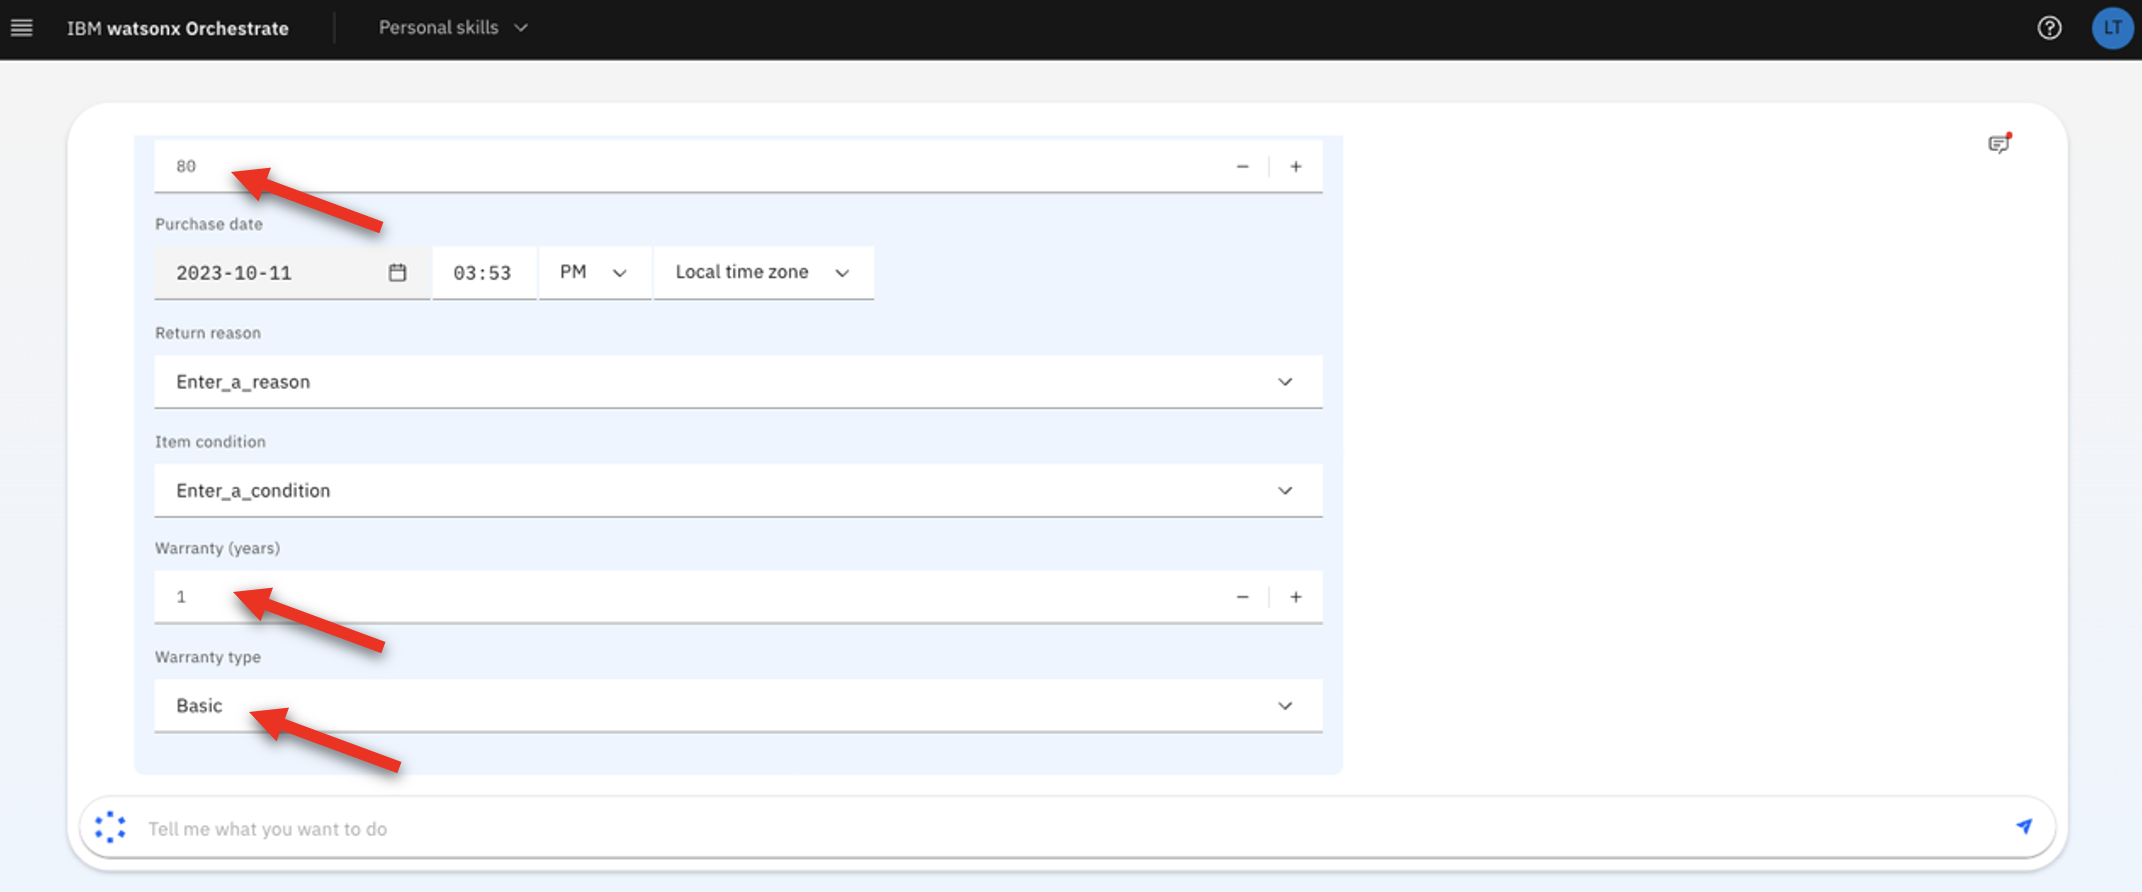 IBM watsonx Orchestrate
Personal skills
LT
80
Purchase date
2023-10-11
03:53
PM
Local time zone
Return reason
Enter_a_reason
Item condition
Enter_a_condition
Warranty (years)
1
Warranty type
Basic
Tell me what you want to do